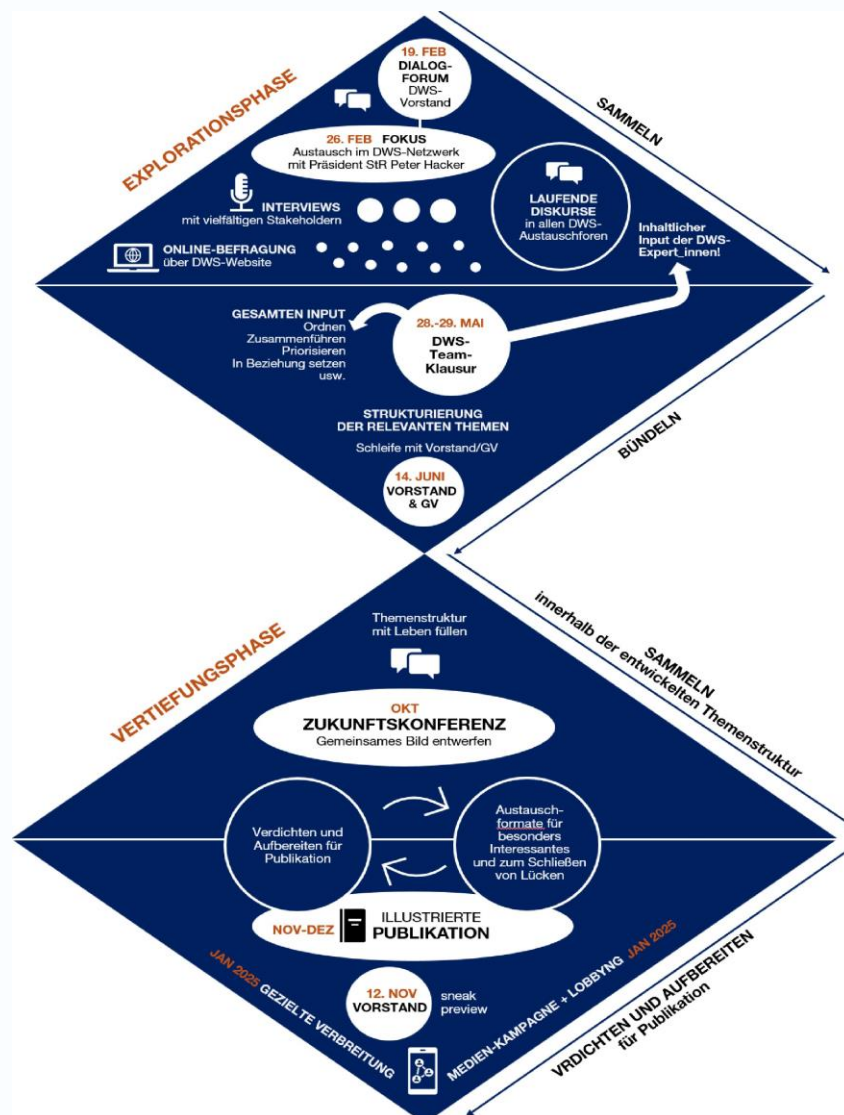 EXPLORATIONSPHASE
SAMMELN
19. FEB
DIALOG-
FORUM
DWS-
Vorstand
26. FEB FOKUS
Austausch im DWS-Netzwerk
mit Präsident StR Peter Hacker
INTERVIEWS
mit vielfältigen Stakeholdern
LAUFENDE
DISKURSE
in allen DWS-
Austauschforen
Inhaltlicher
Input der DWS-
Expert_innen!
ONLINE-BEFRAGUNG
über DWS-Website
GESAMTEN INPUT
Ordnen
Zusammenführen
Priorisieren
In Beziehung setzen
usw.
28.-29. MAI
DWS-
Team-
Klausur
STRUKTURIERUNG
DER RELEVANTEN THEMEN
Schleife mit Vorstand/GV
14. JUNI
VORSTAND
& GV
BÜNDELN
VERTIEFUNGSPHASE
Themenstruktur
mit Leben füllen
SAMMELN
innerhalb der entwickelten Themenstruktur
OKT
ZUKUNFTSKONFERENZ
Gemeinsames Bild entwerfen
Verdichten und
Aufbereiten für
Publikation
Austausch-
formate für
besonders
Interessantes
und zum Schließen
von Lücken
NOV-DEZ
ILLUSTRIERTE
PUBLIKATION
JAN 2025 GEZIELTE VERBREITUNG
12. NOV
VORSTAND
sneak
preview
MEDIEN-KAMPAGNE + LOBBYNG JAN 2025
VRDICHTEN UND AUFBEREITEN
für Publikation